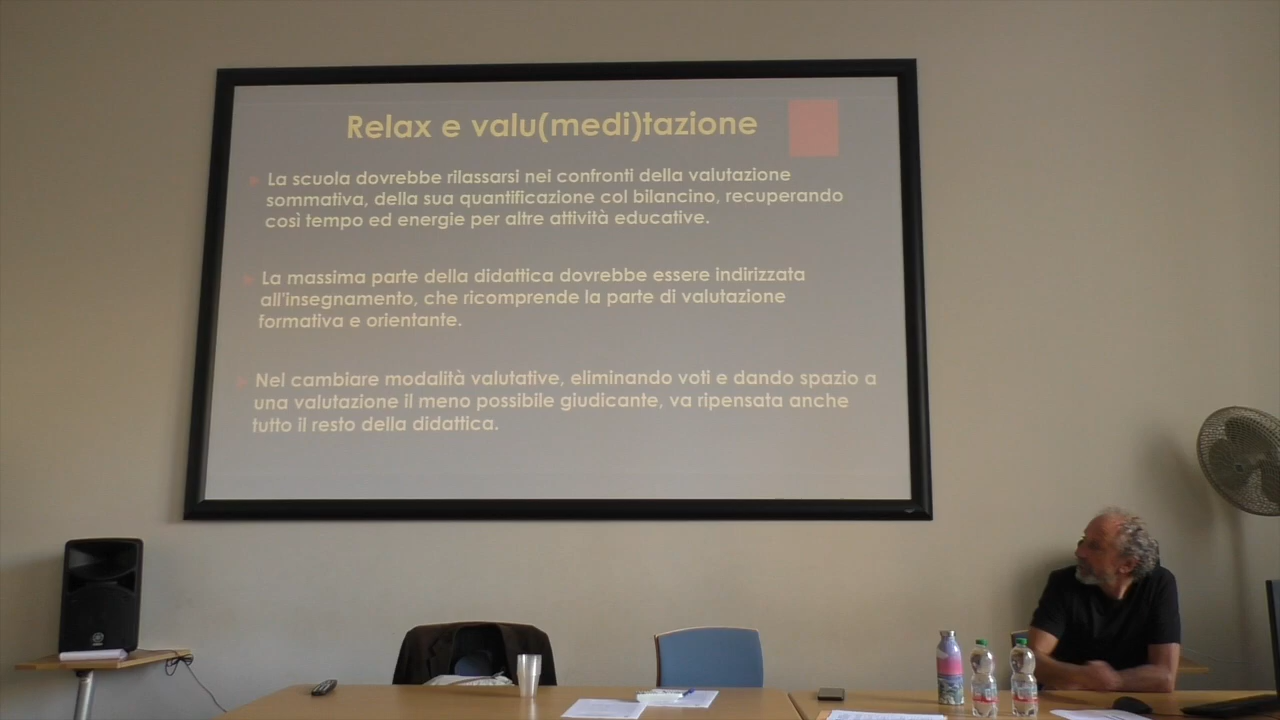 Relax e valu(medi)tazione
La scuola dovrebbe rilassarsi nei confronti della valutazione
sommativa, della sua quantificazione col bilancino, recuperando
così tempo ed energie per altre attività educative.
La massima parte della didattica dovrebbe essere indirizzata
all'insegnamento, che ricomprende la parte di valutazione
formativa e orientante.
Nel cambiare modalità valutative, eliminando voti e dando spazio a
una valutazione il meno possibile giudicante, va ripensata anche
tutto il resto della didattica.